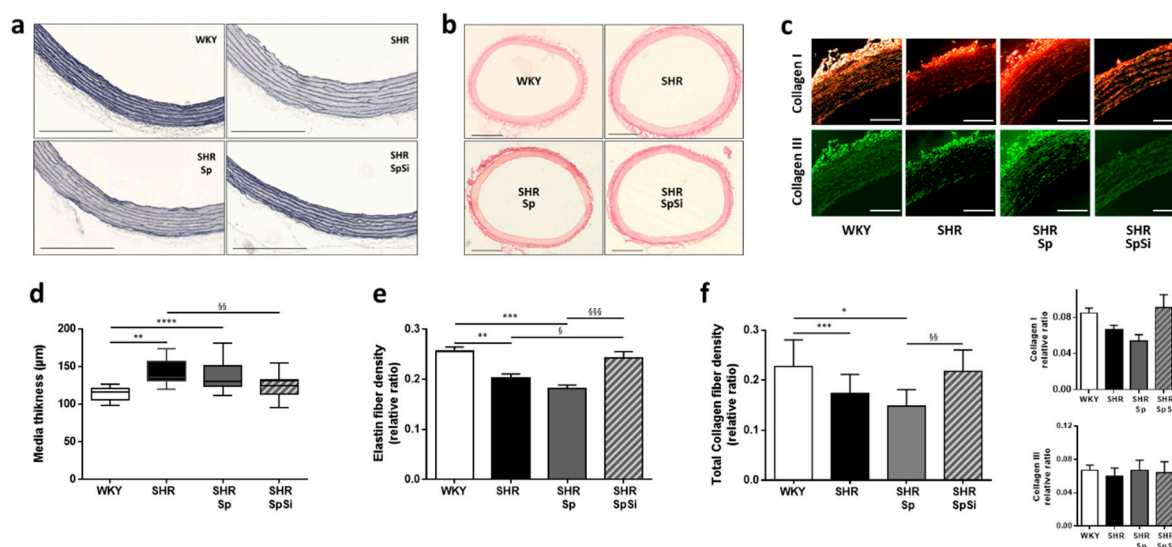 a
WKY
SHR
SHR
Sp
SHR
SpSi
b
WKY
SHR
SHR
Sp
SHR
SpSi
c
Collagen I
Collagen III
WKY
SHR
SHR
Sp
SHR
SpSi
d
Media thikness (µm)
200
150
100
50
0
**
****
§§
WKY
SHR
SHR
Sp
SHR
SpSi
e
Elastin fiber density
(relative ratio)
0.3
0.2
0.1
0
***
**
§§§
§
WKY
SHR
SHR
Sp
SHR
SpSi
f
Total Collagen fiber density
(relative ratio)
0.3
0.2
0.1
0
*
***
§§
WKY
SHR
SHR
Sp
SHR
SpSi
Collagen I
relative ratio
0.08
0.04
0.00
WKY
SHR
SHR
Sp
SHR
SpSi
Collagen III
relative ratio
0.12
0.08
0.04
0.00
WKY
SHR
SHR
Sp
SHR
SpSi